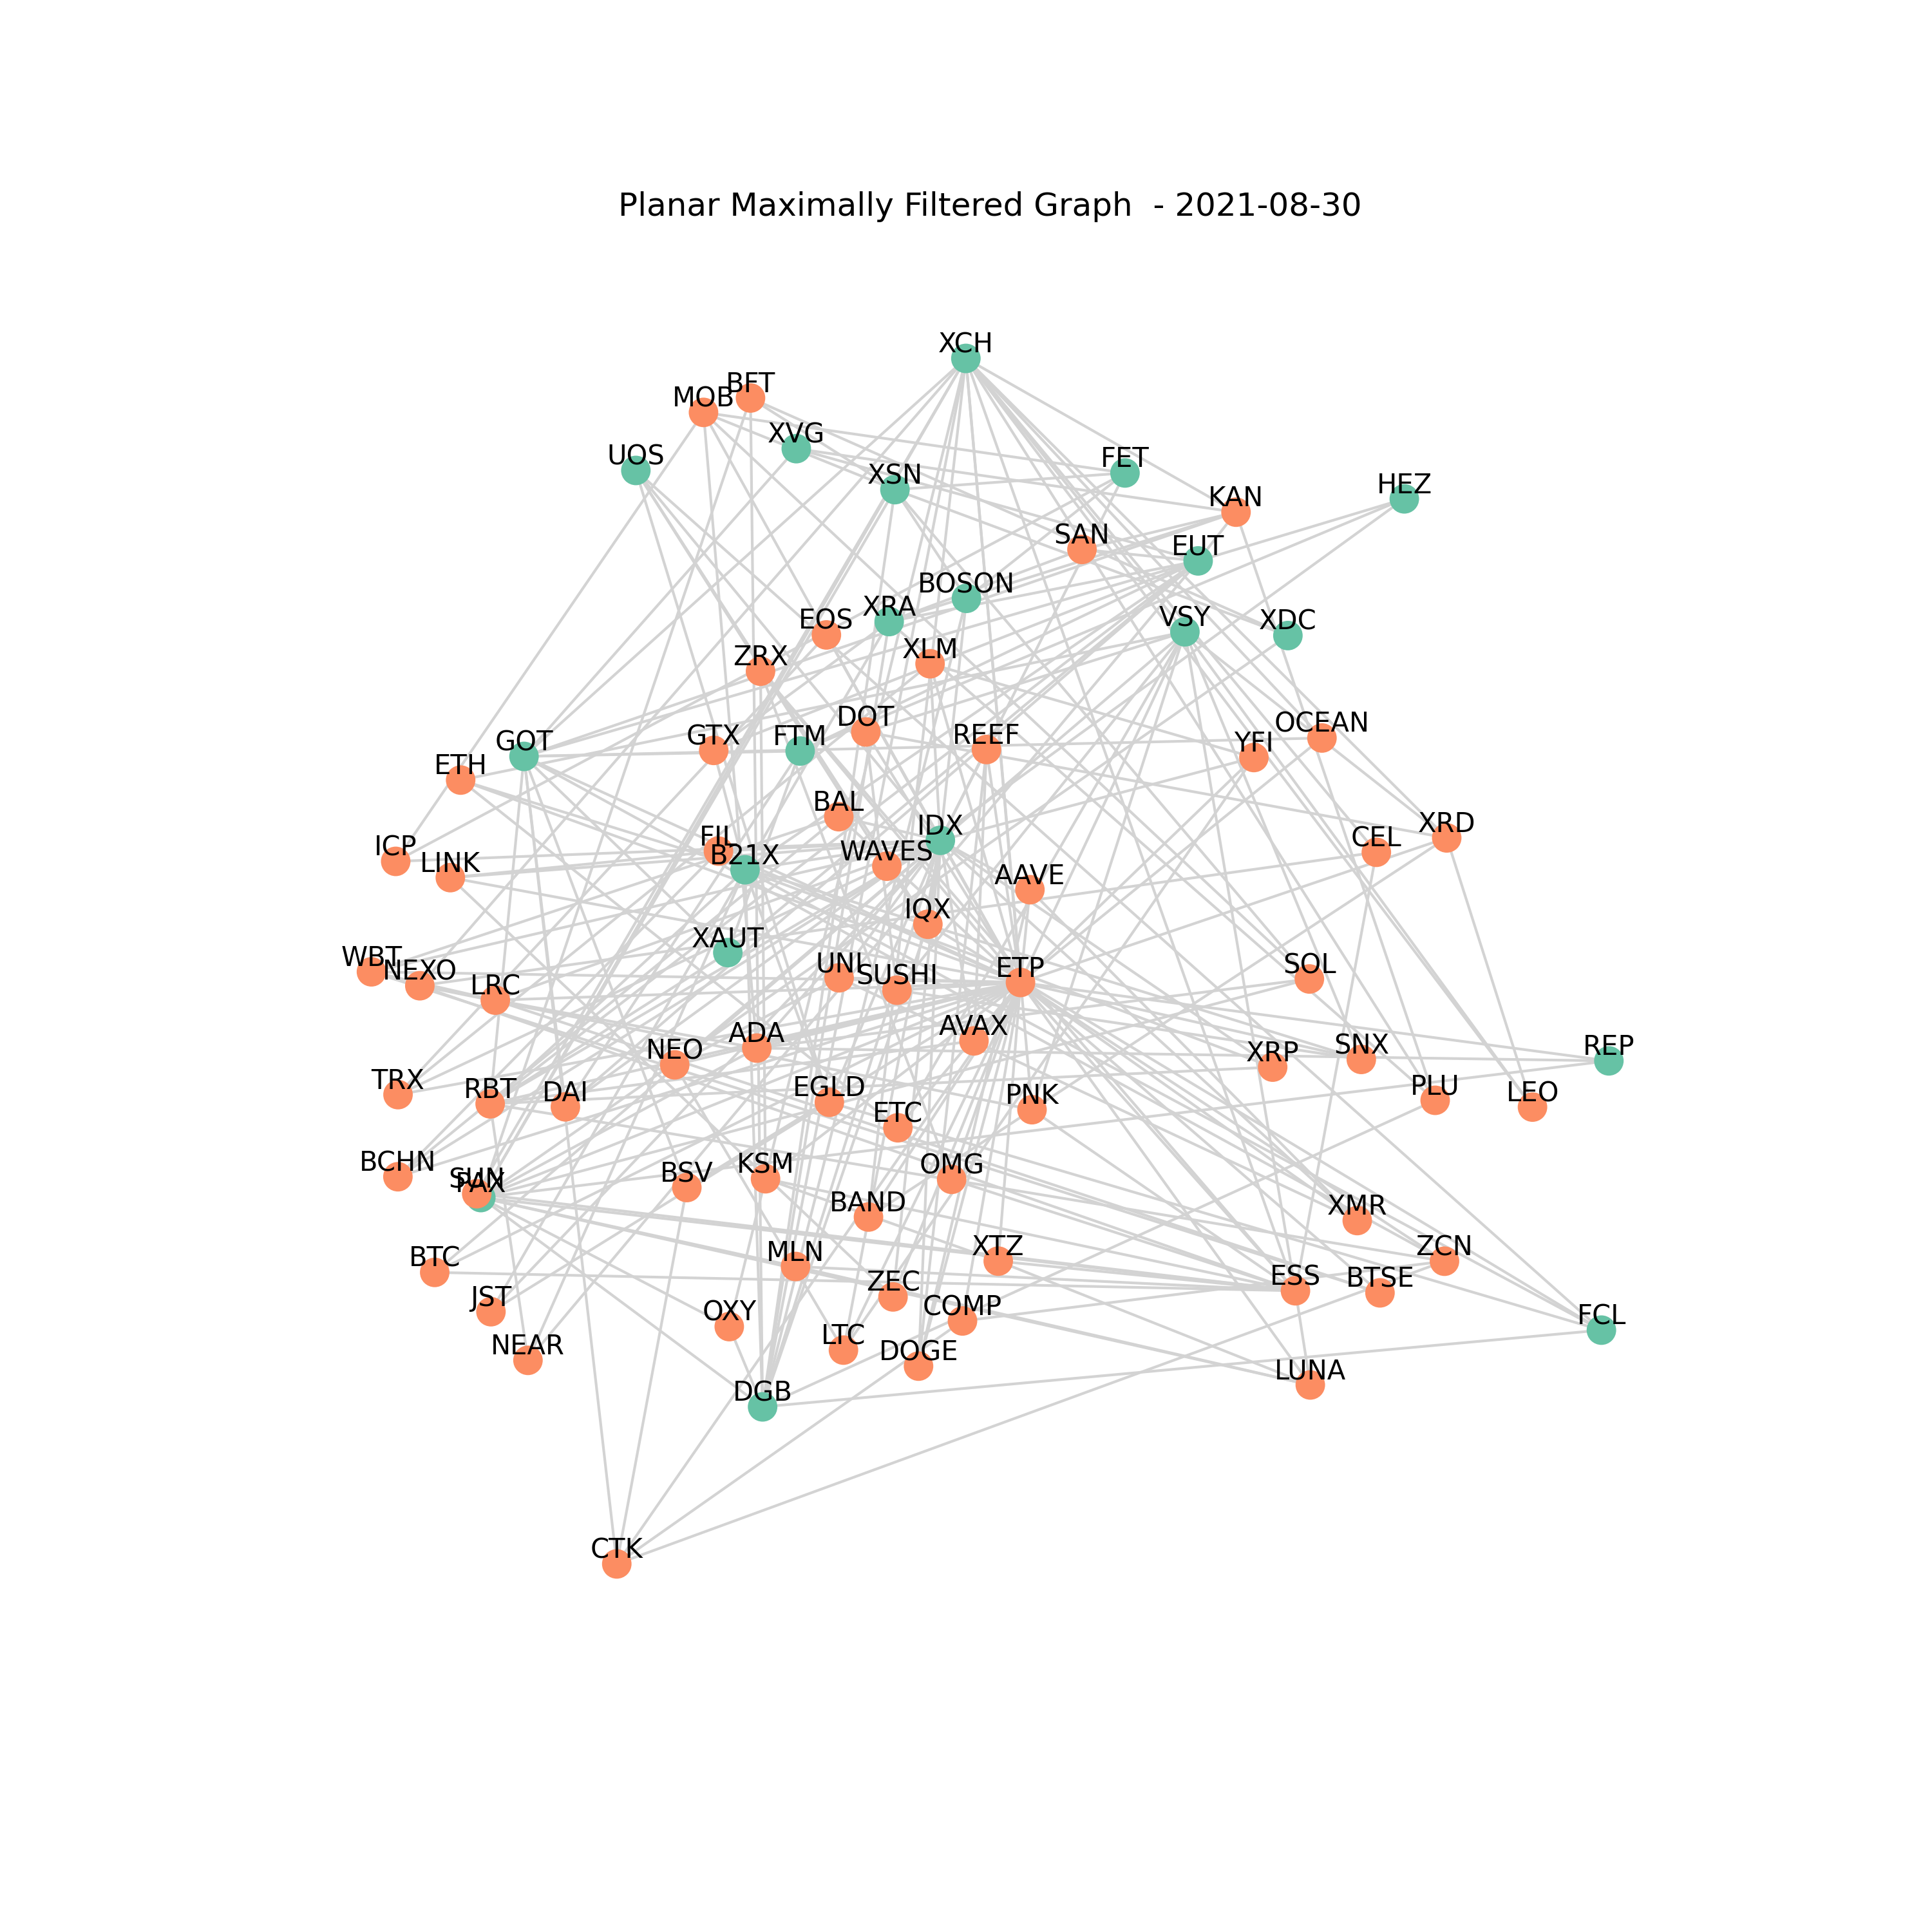 Planar Maximally Filtered Graph - 2021-08-30
XCH
BFT
MOB
XVG
UOS
FET
XSN
HEZ
KAN
SAN
EUT
BOSON
XRA
VSY
XDC
EOS
XLM
ZRX
DOT
OCEAN
GTX
FTM
REEF
GOT
YFI
ETH
BAL
IDX
XRD
FIL
CEL
ICP
B21X
WAVES
LINK
AAVE
IQX
XAUT
WBT
UNI
SOL
ETP
NEXO
SUSHI
LRC
AVAX
ADA
SNX
REP
NEO
XRP
TRX
PLU
RBT
EGLD
DAI
LEO
PNK
ETC
BCHN
KSM
OMG
BSV
SUN
PAX
BAND
XMR
XTZ
ZCN
MLN
BTC
ESS
BTSE
ZEC
JST
COMP
OXY
FCL
LTC
NEAR
DOGE
LUNA
DGB
CTK